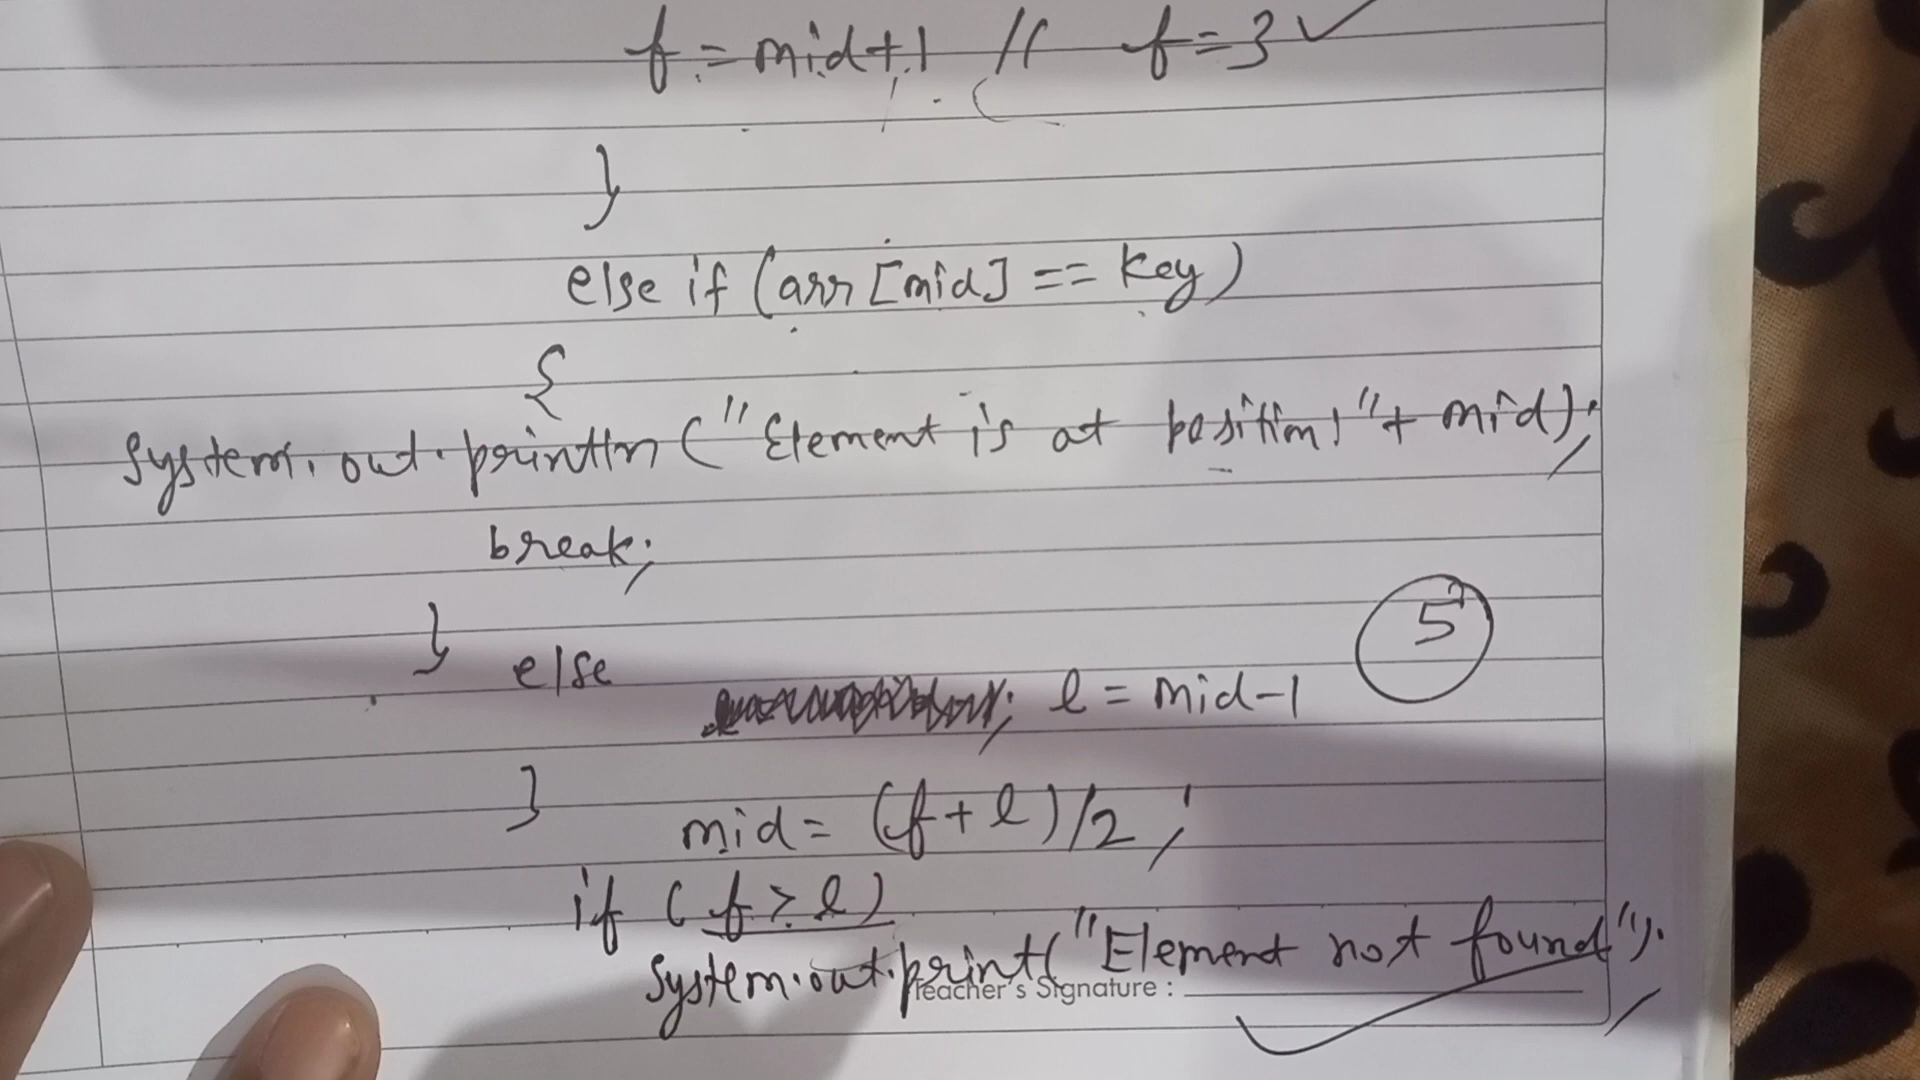 f = mid+1 // f=3 ✓
}
else if (arr [mid] == key)
{
System.out.println ("Element is at position! "+ mid);
break;
5
} else
; l = mid-1
}
mid = (f+l)/2;
if (f > l)
System.out.print("Element not found");
Teacher's Signature :